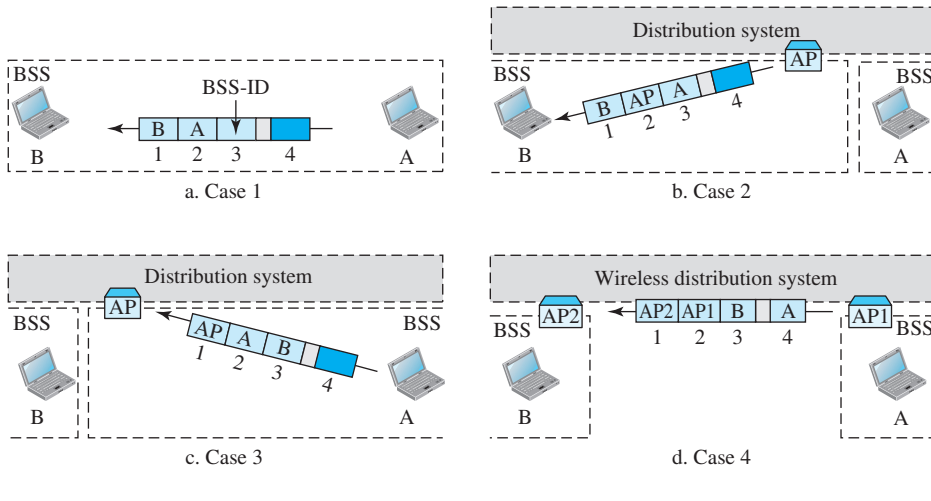 BSS
BSS-ID
B A
1 2 3 4
B
A
a. Case 1
Distribution system
AP
BSS
BSS
B AP A
1 2 3 4
B
A
b. Case 2
Distribution system
AP
BSS
BSS
AP A B
1 2 3 4
B
A
c. Case 3
Wireless distribution system
AP2
AP1
BSS
BSS
AP2 AP1 B A
1 2 3 4
B
A
d. Case 4